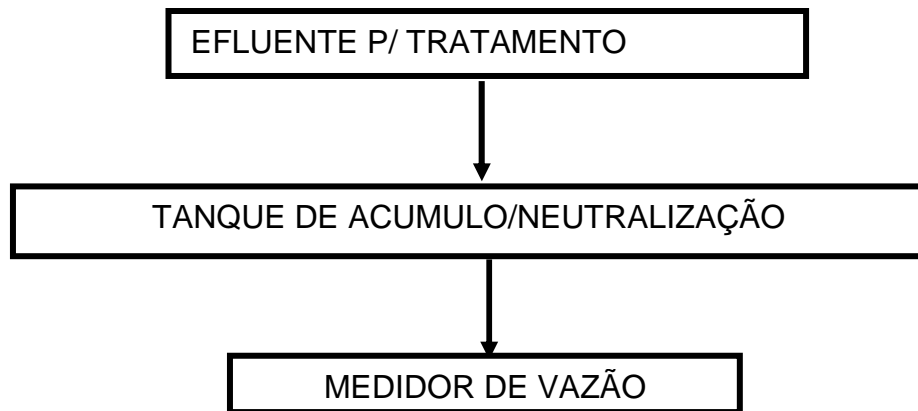 EFLUENTE P/ TRATAMENTO
TANQUE DE ACUMULO/NEUTRALIZAÇÃO
MEDIDOR DE VAZÃO